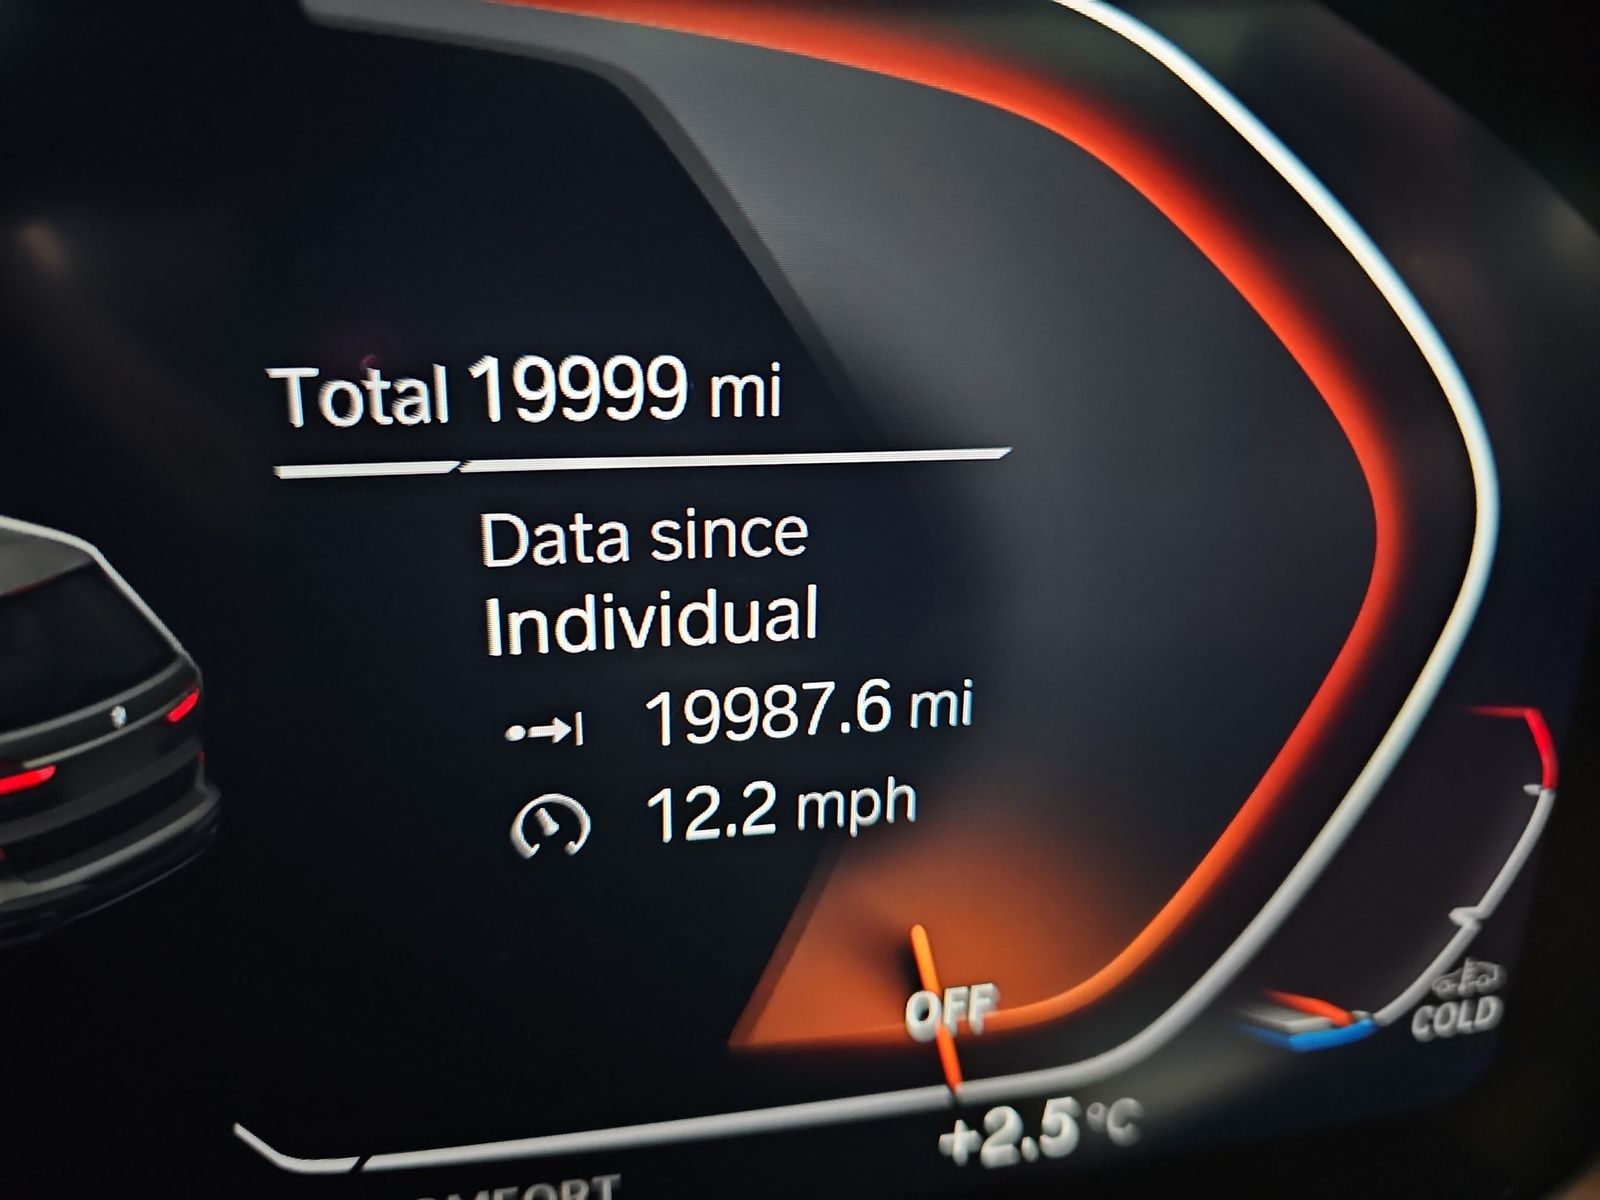 Total 19999 mi
Data since
Individual
19987.6 mi
12.2 mph
OFF
COLD
+2.5 °C